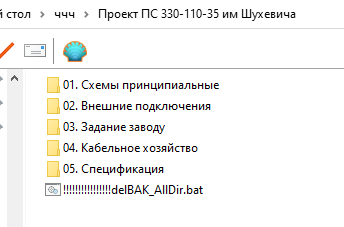 й стол › ччч › Проект ПС 330-110-35 им Шухевича
01. Схемы принципиальные
02. Внешние подключения
03. Задание заводу
04. Кабельное хозяйство
05. Спецификация
!!!!!!!!!!!!!!!!delBAK_AllDir.bat